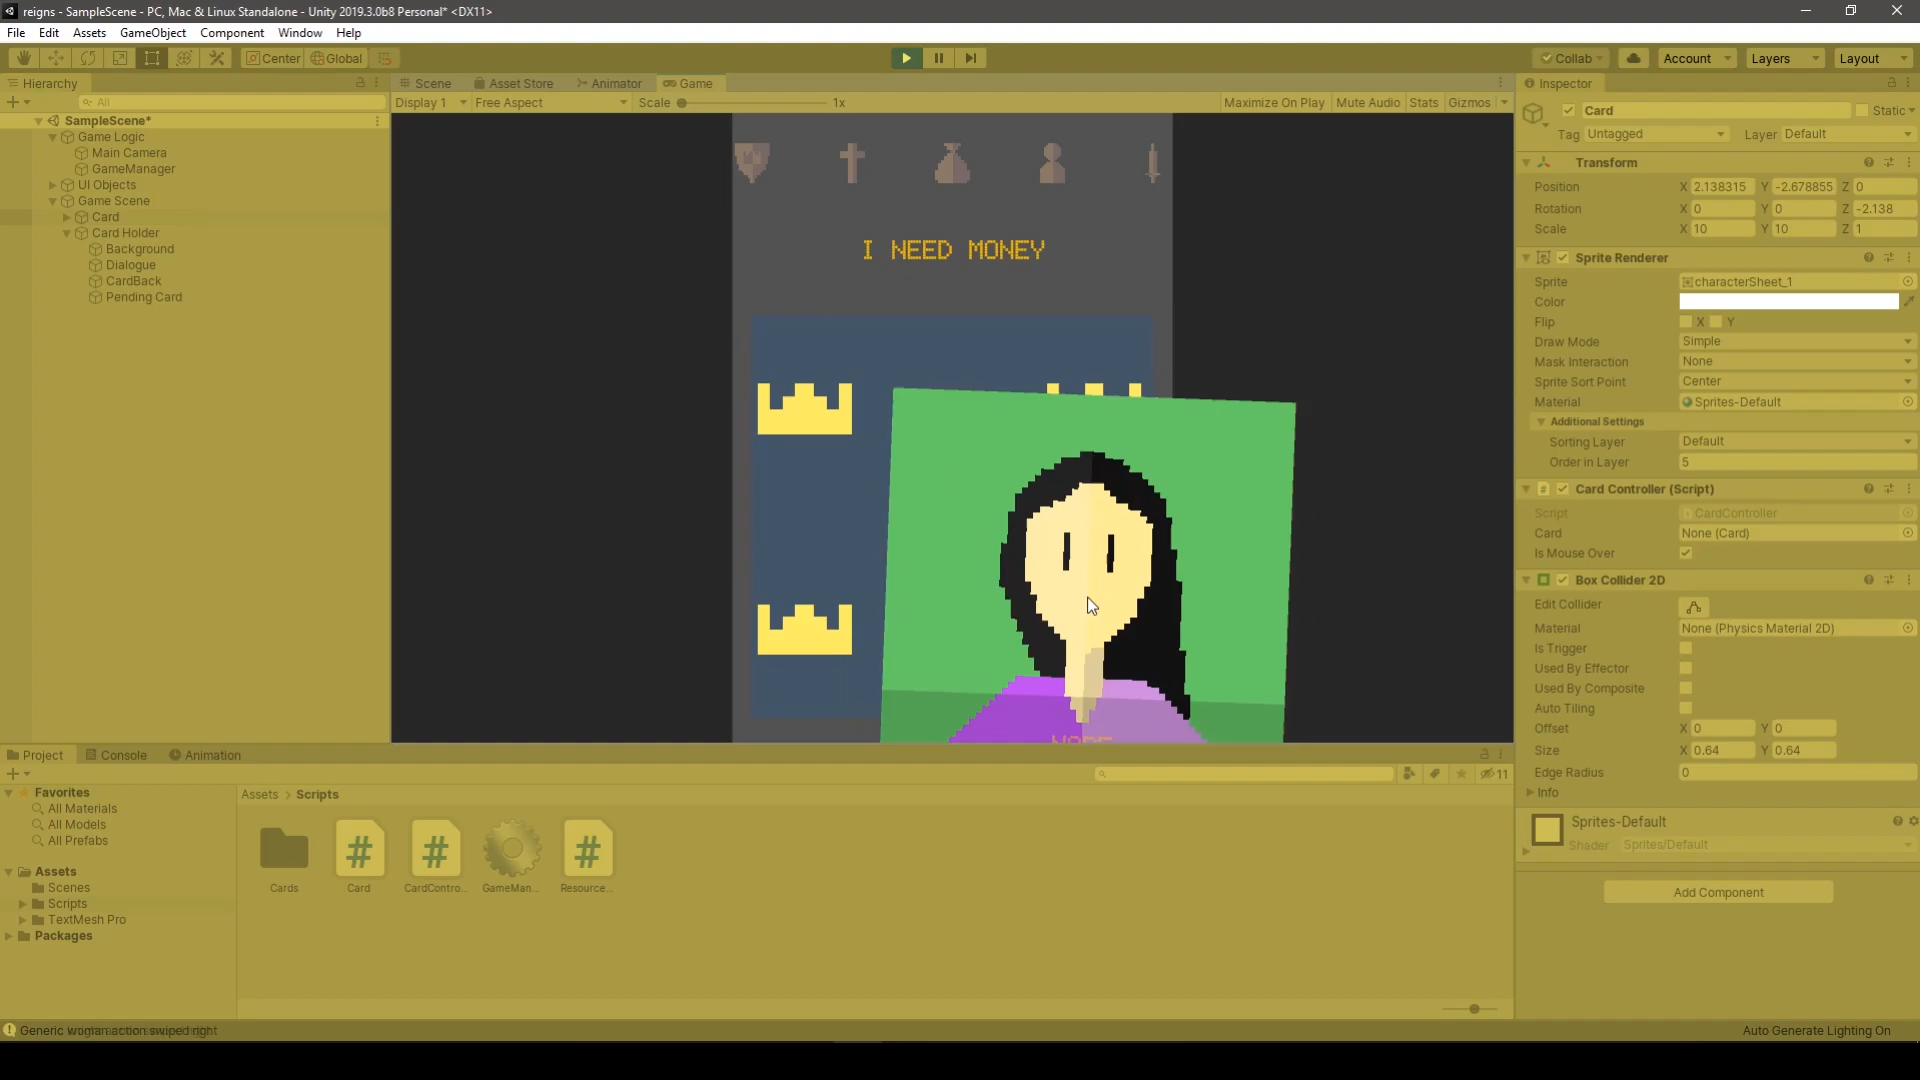 reigns - SampleScene - PC, Mac & Linux Standalone - Unity 2019.3.0b8 Personal* <DX11>
File Edit Assets GameObject Component Window Help
Center Global Collab Account Layers Layout
Hierarchy
All
SampleScene*
Game Logic
Main Camera
GameManager
UI Objects
Game Scene
Card
Card Holder
Background
Dialogue
CardBack
Pending Card
Scene Asset Store Animator Game
Display 1 Free Aspect Scale 1x Maximize On Play Mute Audio Stats Gizmos
I NEED MONEY
Inspector
Card Static
Tag Untagged Layer Default
Transform
Position X 2.138315 Y -2.678855 Z 0
Rotation X 0 Y 0 Z -2.138
Scale X 10 Y 10 Z 1
Sprite Renderer
Sprite characterSheet_1
Color
Flip X Y
Draw Mode Simple
Mask Interaction None
Sprite Sort Point Center
Material Sprites-Default
Additional Settings
Sorting Layer Default
Order in Layer 5
Card Controller (Script)
Script CardController
Card None (Card)
Is Mouse Over
Box Collider 2D
Edit Collider
Material None (Physics Material 2D)
Is Trigger
Used By Effector
Used By Composite
Auto Tiling
Offset X 0 Y 0
Size X 0.64 Y 0.64
Edge Radius 0
Info
Sprites-Default
Shader Sprites/Default
Add Component
Project Console Animation
11
Favorites
All Materials
All Models
All Prefabs
Assets
Scenes
Scripts
TextMesh Pro
Packages
Assets > Scripts
Cards Card CardContro... GameMan... Resource...
Generic woman action swiped right
Auto Generate Lighting On